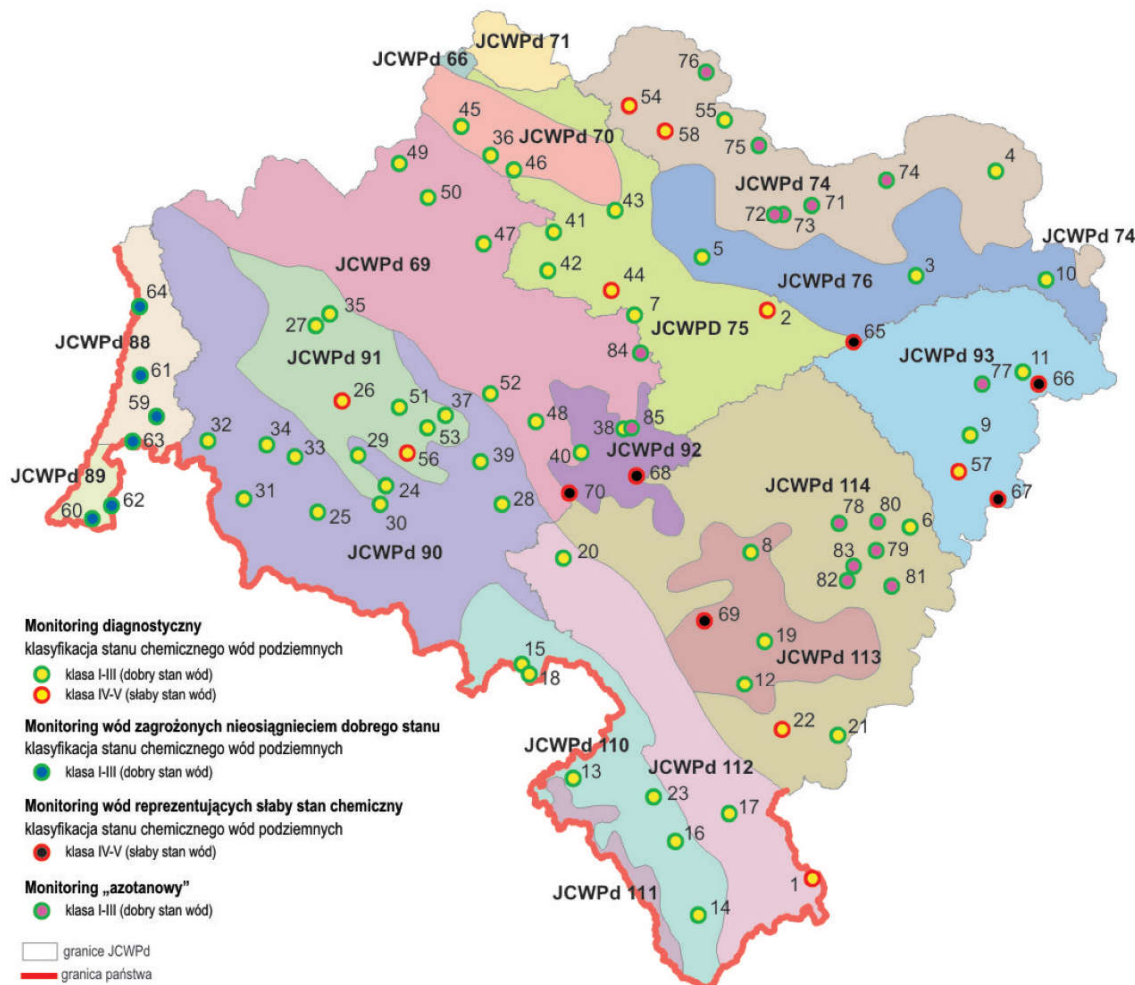 JCWPd 71
JCWPd 66
76
54
55
45
58
36
JCWPd 70
75
49
46
4
74
50
JCWPd 74
71
43
72
73
41
47
5
JCWPd 74
JCWPd 69
42
3
10
44
JCWPd 76
64
35
7
2
27
JCWPD 75
65
JCWPd 88
84
JCWPd 93
JCWPd 91
11
61
77
66
26
52
51
37
59
48
85
32
53
38
9
63
34
33
29
JCWPd 92
56
39
40
57
JCWPd 89
68
24
JCWPd 114
67
31
70
78
80
62
28
60
25
30
6
JCWPd 90
8
79
20
83
82
81
69
19
15
JCWPd 113
18
12
22
21
JCWPd 110
13
JCWPd 112
23
17
16
1
JCWPd 111
14
Monitoring diagnostyczny
klasyfikacja stanu chemicznego wód podziemnych
klasa I-III (dobry stan wód)
klasa IV-V (słaby stan wód)
Monitoring wód zagrożonych nieosiągnieciem dobrego stanu
klasyfikacja stanu chemicznego wód podziemnych
klasa I-III (dobry stan wód)
Monitoring wód reprezentujących słaby stan chemiczny
klasyfikacja stanu chemicznego wód podziemnych
klasa IV-V (słaby stan wód)
Monitoring „azotanowy”
klasa I-III (dobry stan wód)
granice JCWPd
granica państwa